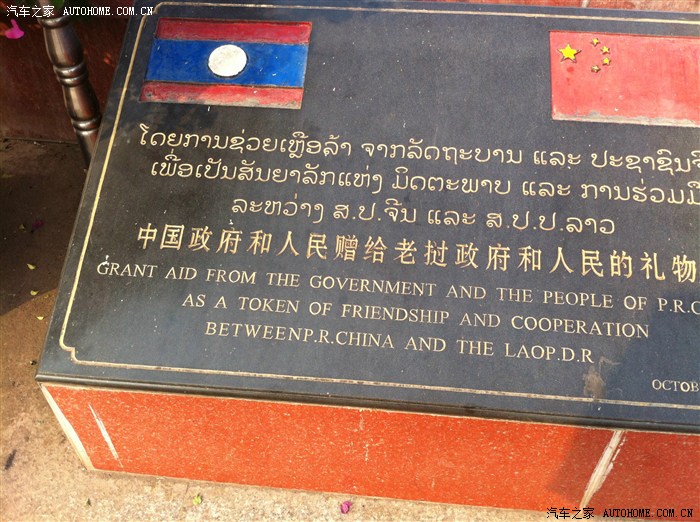 汽车之家 AUTOHOME.COM.CN
ໂດຍການຊ່ວຍເຫຼືອລ້າ ຈາກລັດຖະບານ ແລະ ປະຊາຊົນ
ເພື່ອເປັນສັນຍາລັກແຫ່ງ ມິດຕະພາບ ແລະ ການຮ່ວມມື
ລະຫວ່າງ ສ.ປ.ຈີນ ແລະ ສ.ປ.ປ.ລາວ
中国政府和人民赠给老挝政府和人民的礼物
GRANT AID FROM THE GOVERNMENT AND THE PEOPLE OF P.R.C
AS A TOKEN OF FRIENDSHIP AND COOPERATION
BETWEENP.R.CHINA AND THE LAOP.D.R
OCTOB
汽车之家 AUTOHOME.COM.CN